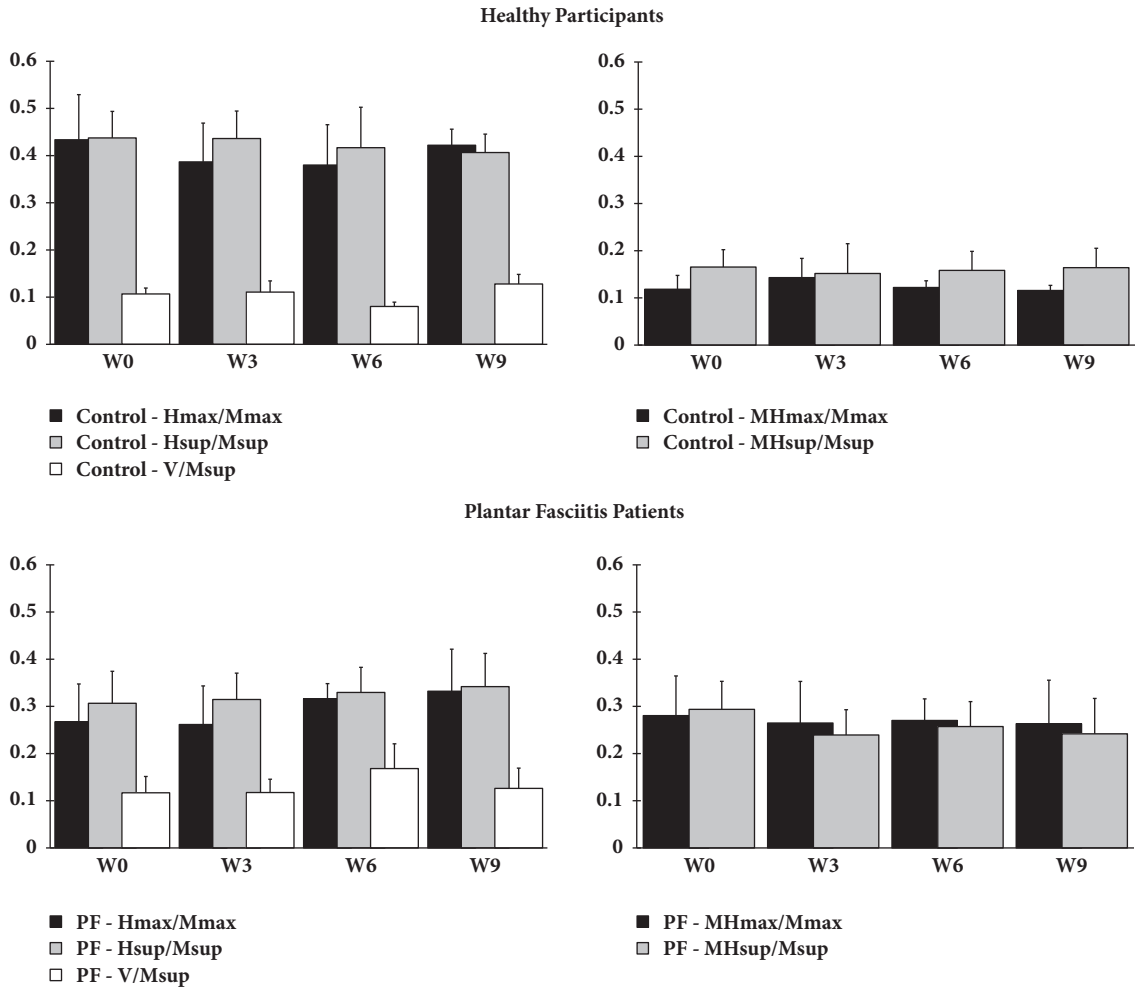 Healthy Participants
0.6
0.5
0.4
0.3
0.2
0.1
0
W0 W3 W6 W9
Control - Hmax/Mmax
Control - Hsup/Msup
Control - V/Msup
0.6
0.5
0.4
0.3
0.2
0.1
0
W0 W3 W6 W9
Control - MHmax/Mmax
Control - MHsup/Msup
Plantar Fasciitis Patients
0.6
0.5
0.4
0.3
0.2
0.1
0
W0 W3 W6 W9
PF - Hmax/Mmax
PF - Hsup/Msup
PF - V/Msup
0.6
0.5
0.4
0.3
0.2
0.1
0
W0 W3 W6 W9
PF - MHmax/Mmax
PF - MHsup/Msup